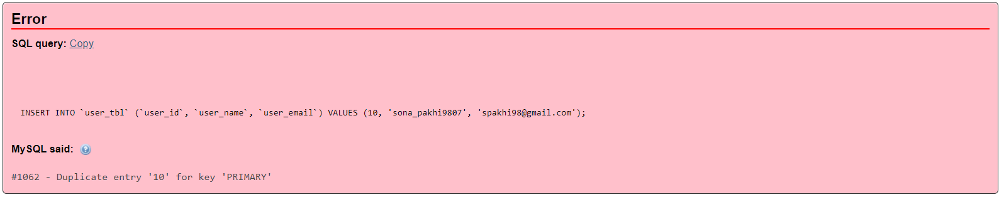 Error
SQL query: Copy
INSERT INTO `user_tbl` (`user_id`, `user_name`, `user_email`) VALUES (10, 'sona_pakhi9807', 'spakhi98@gmail.com');
MySQL said:
#1062 - Duplicate entry '10' for key 'PRIMARY'